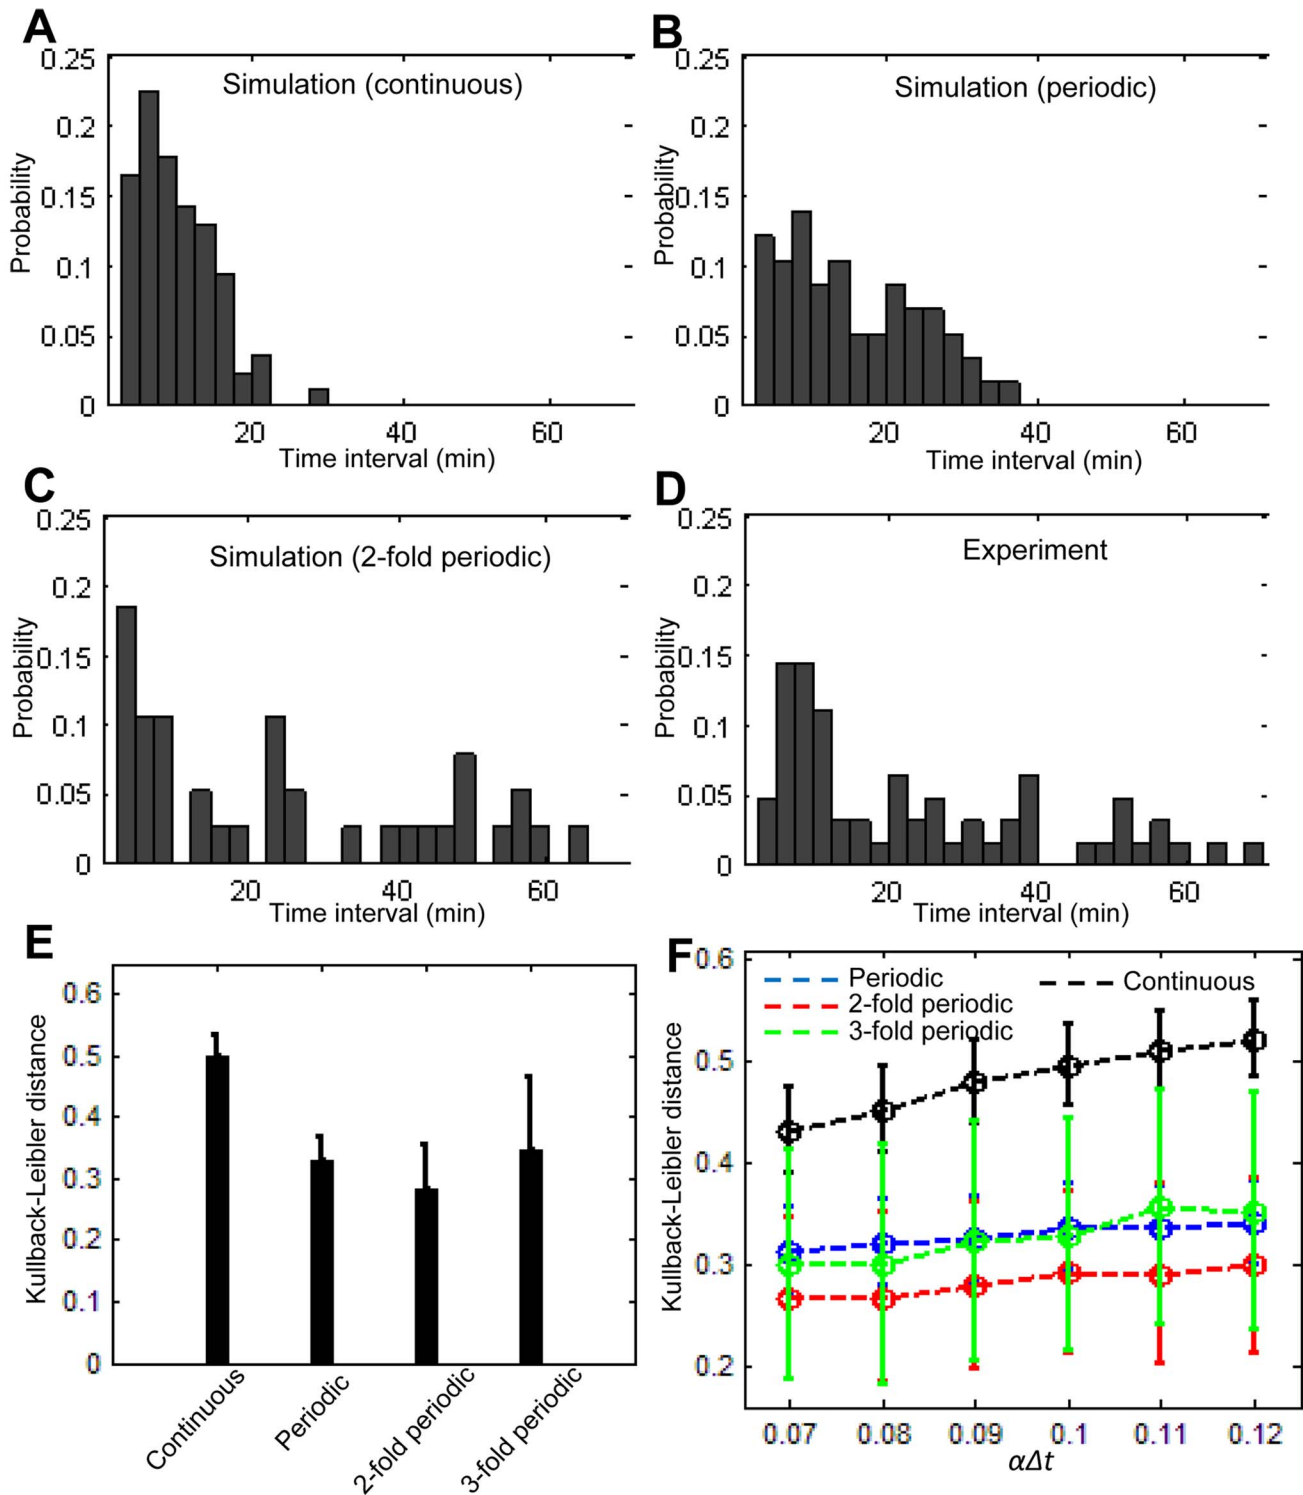 A
0.25
0.2
0.15
0.1
0.05
0
Probability
Simulation (continuous)
20 40 60
Time interval (min)
B
0.25
0.2
0.15
0.1
0.05
0
Probability
Simulation (periodic)
20 40 60
Time interval (min)
C
0.25
0.2
0.15
0.1
0.05
0
Probability
Simulation (2-fold periodic)
20 40 60
Time interval (min)
D
0.25
0.2
0.15
0.1
0.05
0
Probability
Experiment
20 40 60
Time interval (min)
E
0.6
0.5
0.4
0.3
0.2
0.1
0
Kullback-Leibler distance
Continuous
Periodic
2-fold periodic
3-fold periodic
F
0.6
0.5
0.4
0.3
0.2
Kullback-Leibler distance
Periodic
2-fold periodic
3-fold periodic
Continuous
0.07 0.08 0.09 0.1 0.11 0.12
αΔt